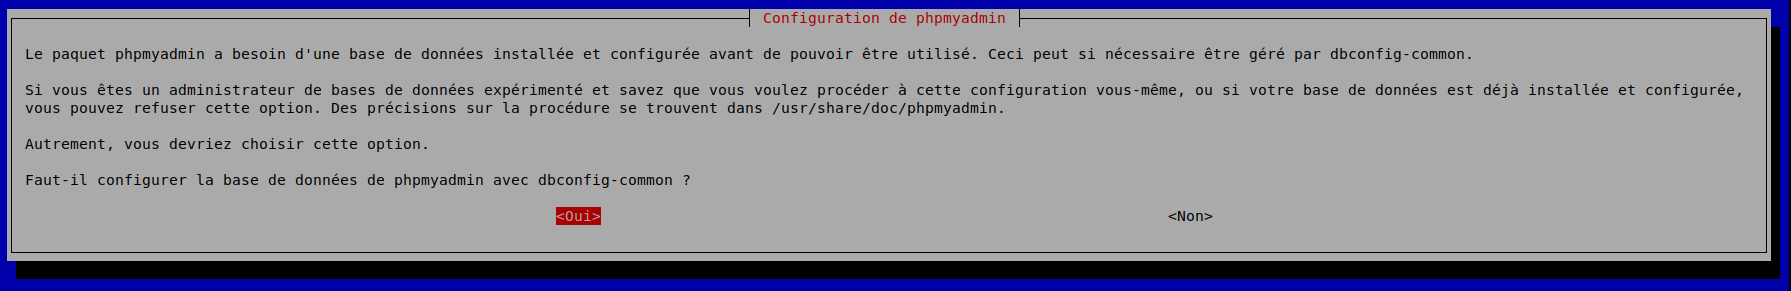 Configuration de phpmyadmin
Le paquet phpmyadmin a besoin d'une base de données installée et configurée avant de pouvoir être utilisé. Ceci peut si nécessaire être géré par dbconfig-common.
Si vous êtes un administrateur de bases de données expérimenté et savez que vous voulez procéder à cette configuration vous-même, ou si votre base de données est déjà installée et configurée,
vous pouvez refuser cette option. Des précisions sur la procédure se trouvent dans /usr/share/doc/phpmyadmin.
Autrement, vous devriez choisir cette option.
Faut-il configurer la base de données de phpmyadmin avec dbconfig-common ?
<Oui> <Non>